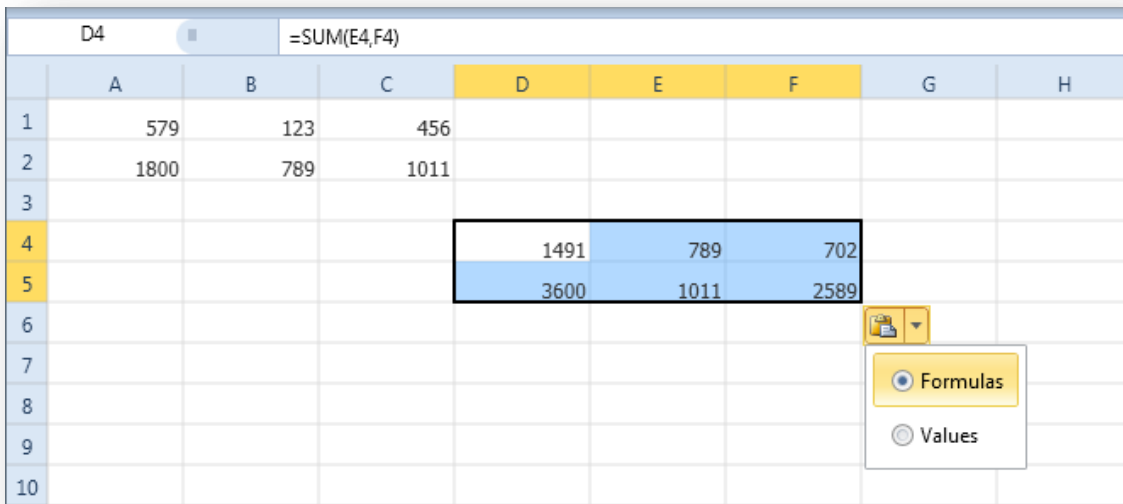 D4 =SUM(E4,F4)
A B C D E F G H
1 579 123 456
2 1800 789 1011
3
4 1491 789 702
5 3600 1011 2589
6
7
Formulas
8
9 Values
10